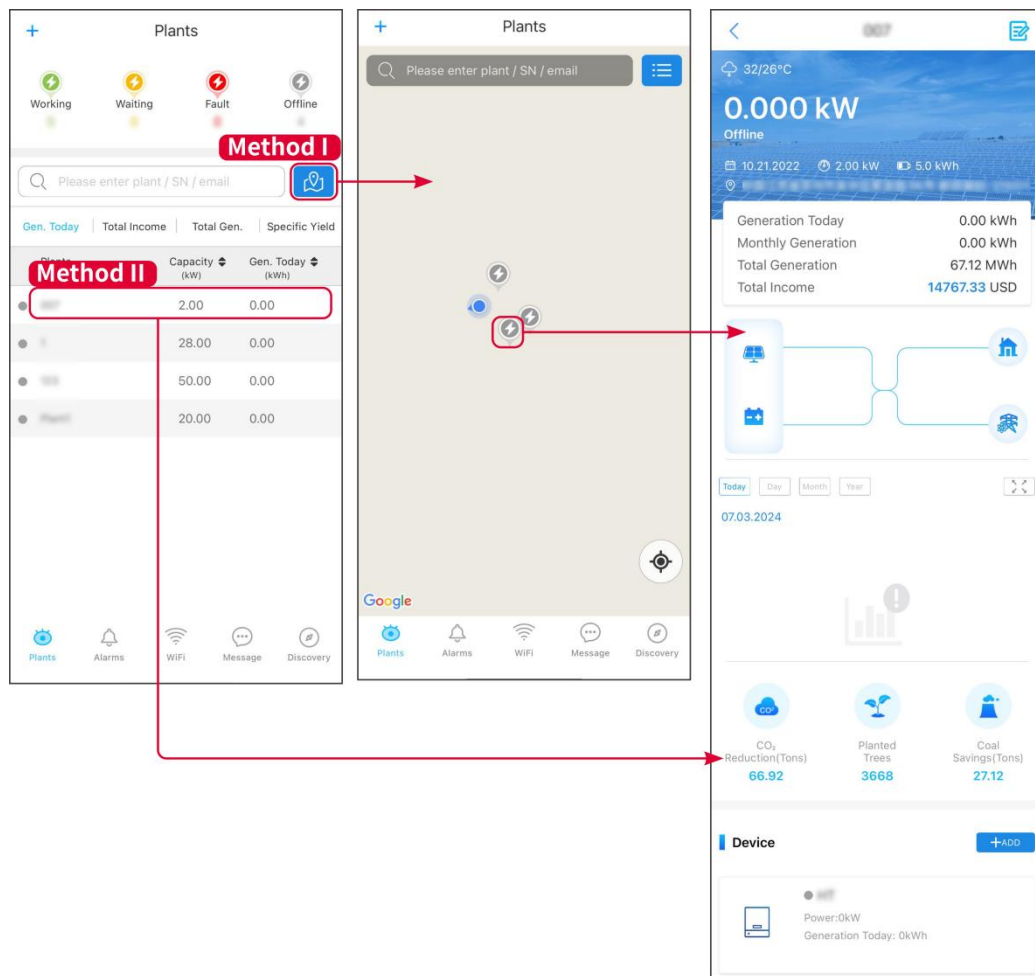 Plants
Working
Waiting
Fault
Offline
Method I
Please enter plant / SN / email
Gen. Today
Total Income
Total Gen.
Specific Yield
Capacity
(kW)
Gen. Today
(kWh)
Method II
2.00
0.00
28.00
0.00
50.00
0.00
20.00
0.00
Plants
Alarms
WiFi
Message
Discovery
Plants
Please enter plant / SN / email
Google
Plants
Alarms
WiFi
Message
Discovery
007
32/26°C
0.000 kW
Offline
10.21.2022
2.00 kW
5.0 kWh
Generation Today 0.00 kWh
Monthly Generation 0.00 kWh
Total Generation 67.12 MWh
Total Income 14767.33 USD
Today
Day
Month
Year
07.03.2024
CO₂
Reduction(Tons)
66.92
Planted
Trees
3668
Coal
Savings(Tons)
27.12
Device
+ADD
Power:0kW
Generation Today: 0kWh